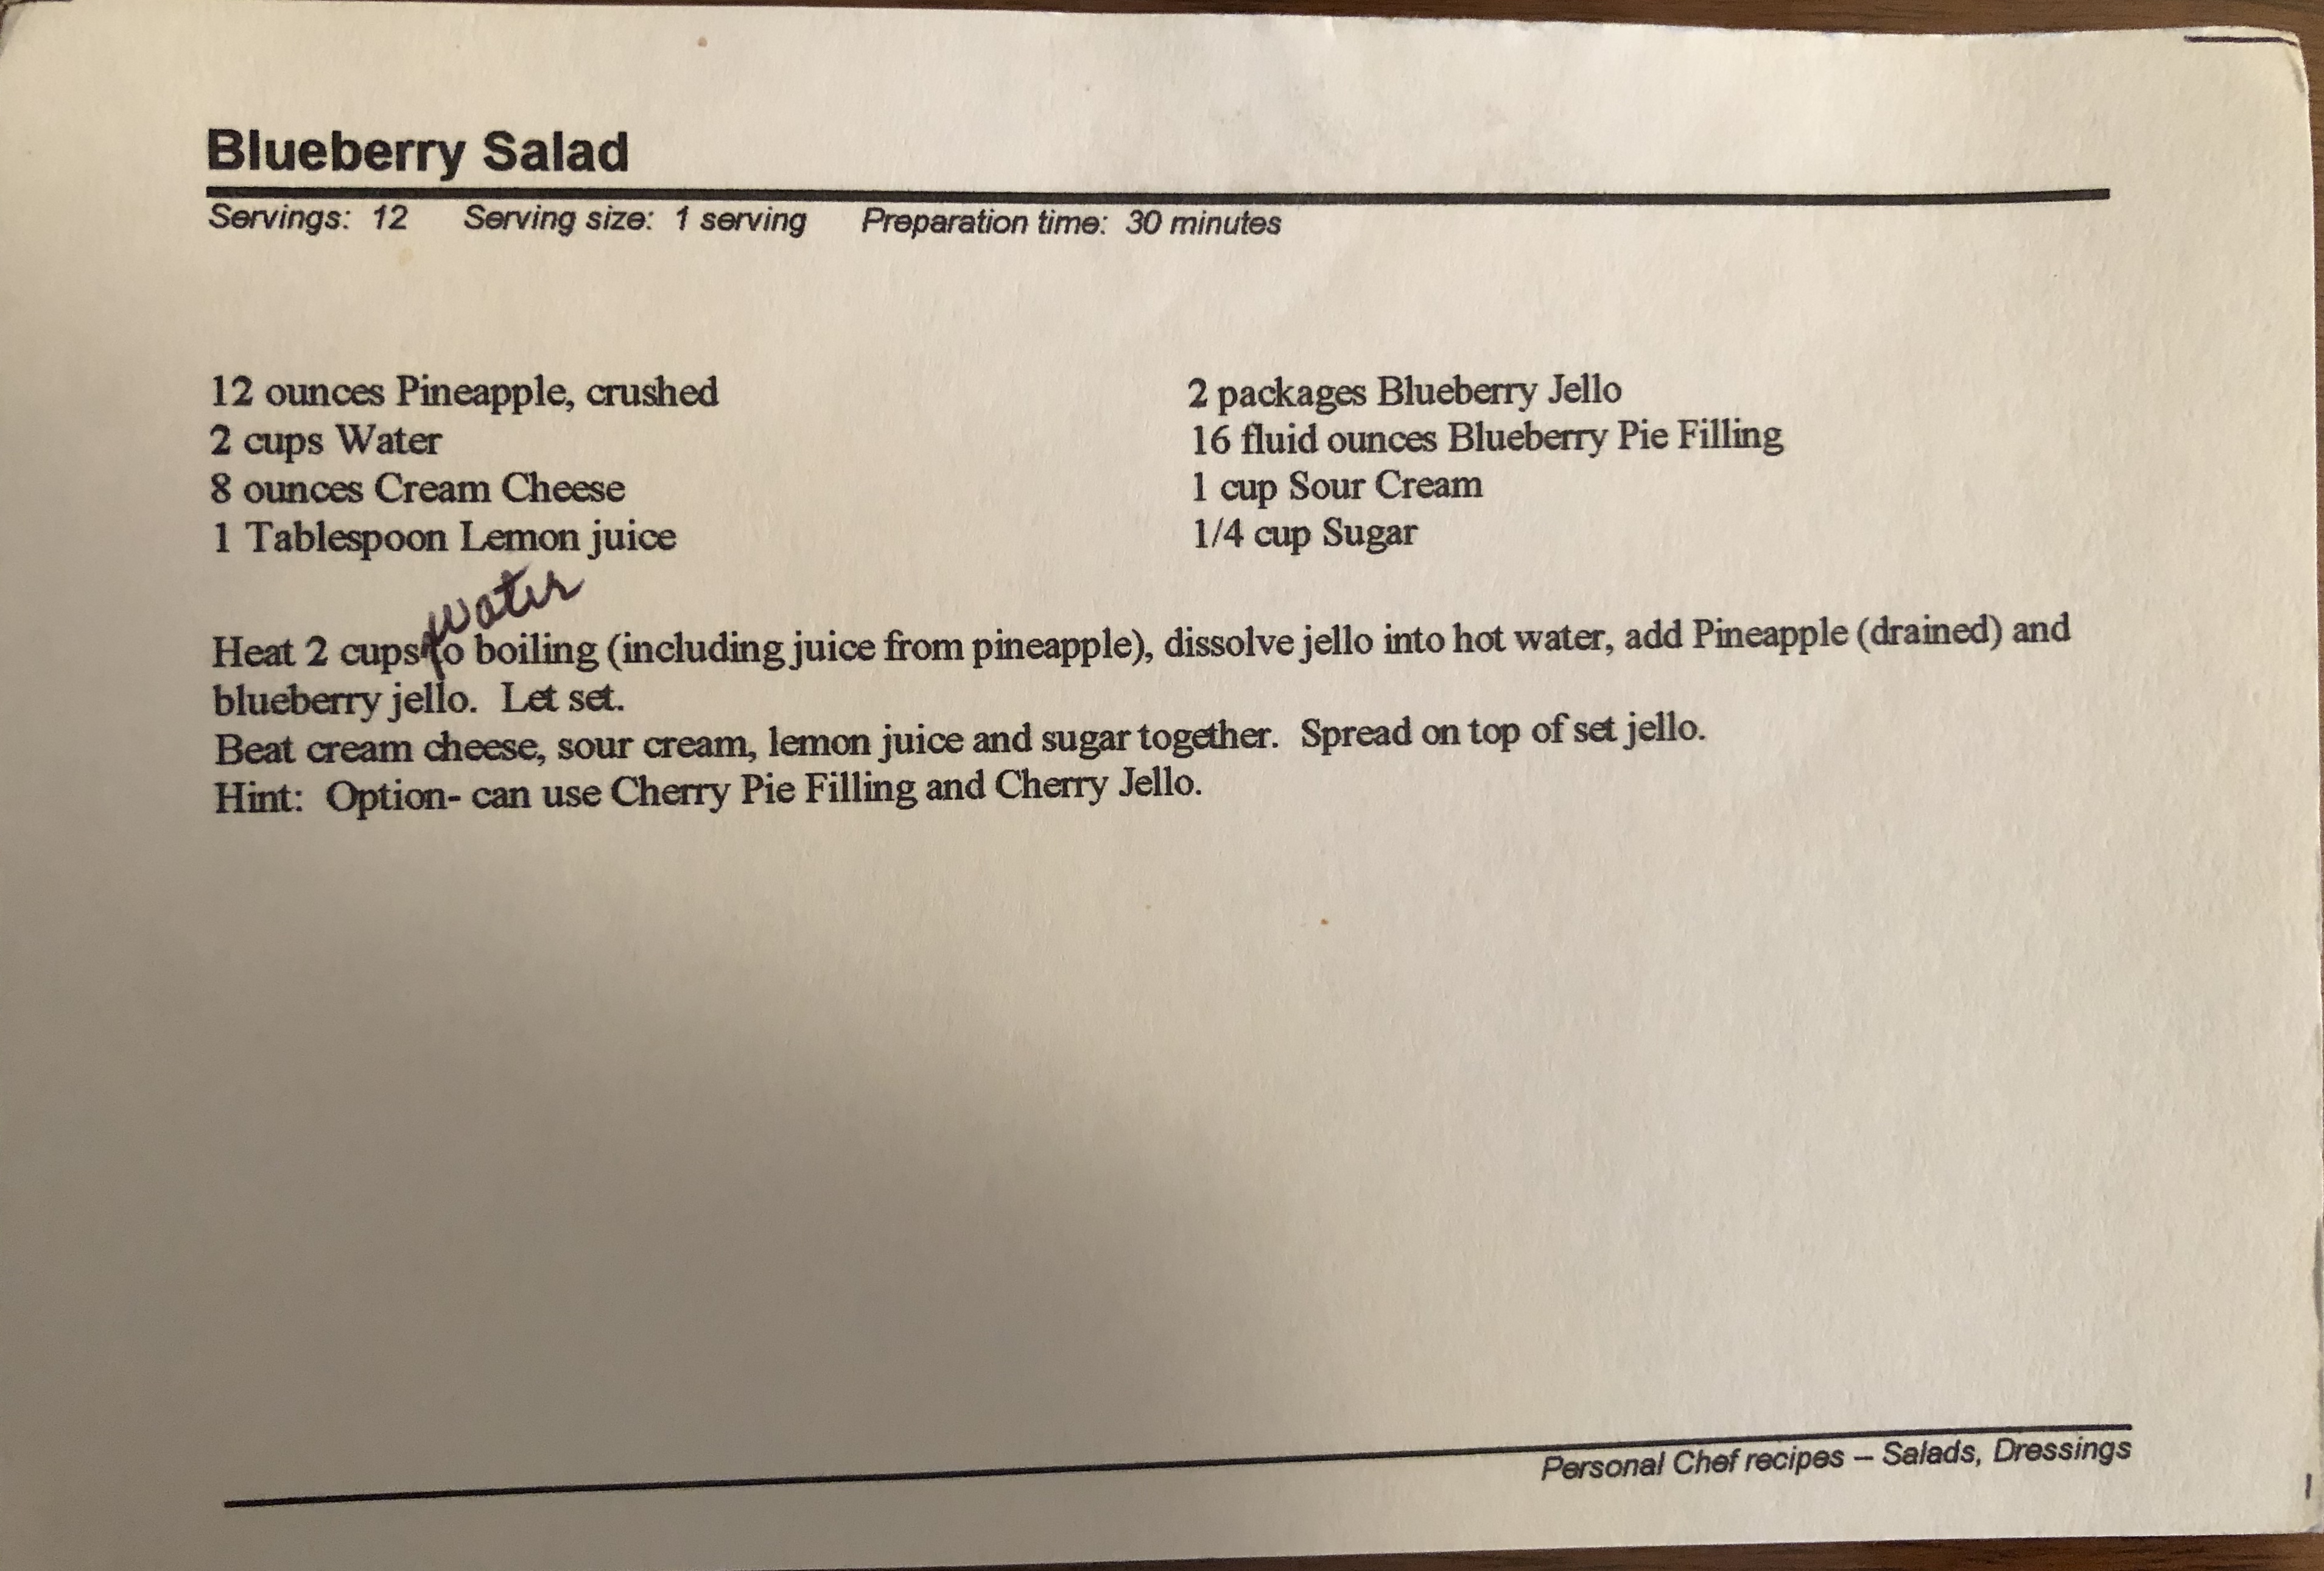 Blueberry Salad
Servings: 12 Serving size: 1 serving Preparation time: 30 minutes
12 ounces Pineapple, crushed
2 cups Water
8 ounces Cream Cheese
1 Tablespoon Lemon juice
2 packages Blueberry Jello
16 fluid ounces Blueberry Pie Filling
1 cup Sour Cream
1/4 cup Sugar
water
Heat 2 cups to boiling (including juice from pineapple), dissolve jello into hot water, add Pineapple (drained) and
blueberry jello. Let set.
Beat cream cheese, sour cream, lemon juice and sugar together. Spread on top of set jello.
Hint: Option- can use Cherry Pie Filling and Cherry Jello.
Personal Chef recipes – Salads, Dressings